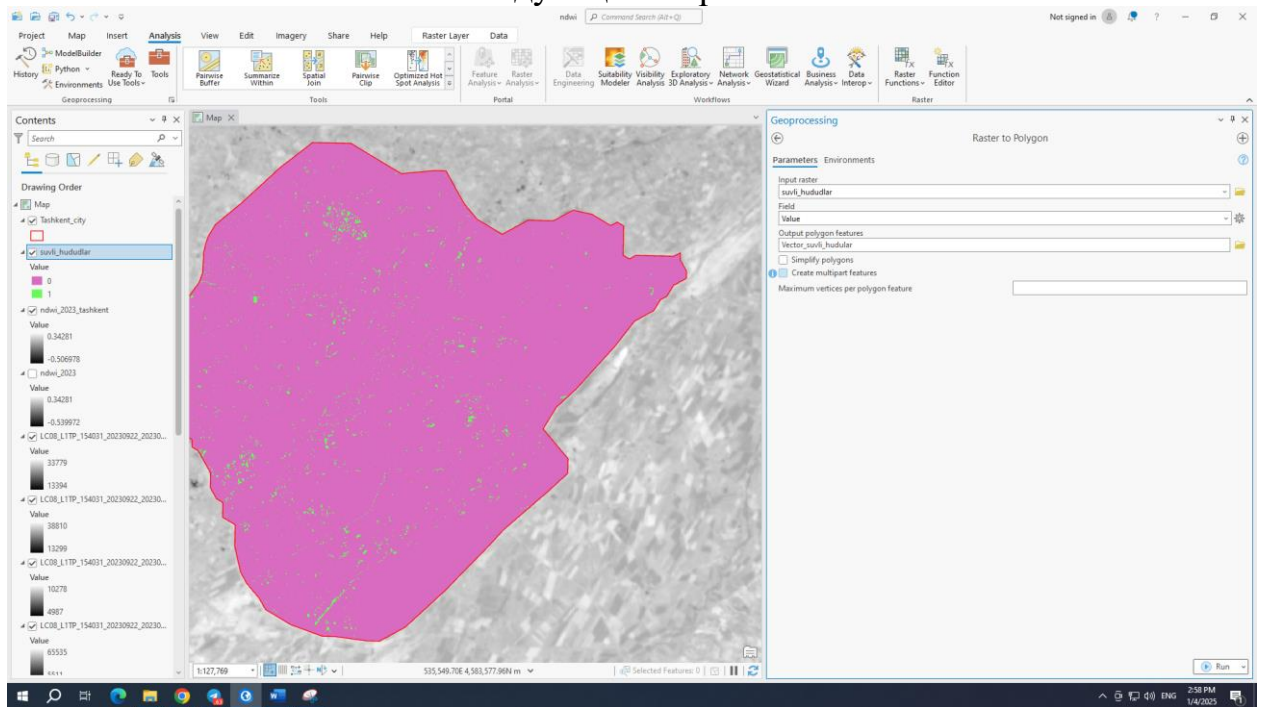 ndwi
Command Search (Alt+Q)
Not signed in
?
Project Map Insert Analysis View Edit Imagery Share Help Raster Layer Data
History
ModelBuilder
Python
Environments
Ready To Use Tools
Tools
Geoprocessing
Pairwise Buffer
Summarize Within
Spatial Join
Pairwise Clip
Optimized Hot Spot Analysis
Tools
Feature Analysis
Raster Analysis
Portal
Data Engineering
Suitability Modeler
Visibility Analysis
Exploratory 3D Analysis
Network Analysis
Workflows
Geostatistical Wizard
Business Analysis
Data Interop
Raster Functions
Function Editor
Raster
Contents
Search
Drawing Order
Map
Tashkent_city
suvli_hududlar
Value
0
1
ndwi_2023_tashkent
Value
0.34281
-0.506978
ndwi_2023
Value
0.34281
-0.539972
LC08_L1TP_154031_20230922_20230...
Value
33779
13394
LC08_L1TP_154031_20230922_20230...
Value
38810
13299
LC08_L1TP_154031_20230922_20230...
Value
10278
4987
LC08_L1TP_154031_20230922_20230...
Value
65535
Map
1:127,769
535,549.70E 4,583,577.96N m
Selected Features: 0
Geoprocessing
Raster to Polygon
Parameters Environments
Input raster
suvli_hududlar
Field
Value
Output polygon features
Vector_suvli_hudular
Simplify polygons
Create multipart features
Maximum vertices per polygon feature
Run
ENG
2:58 PM
1/4/2025